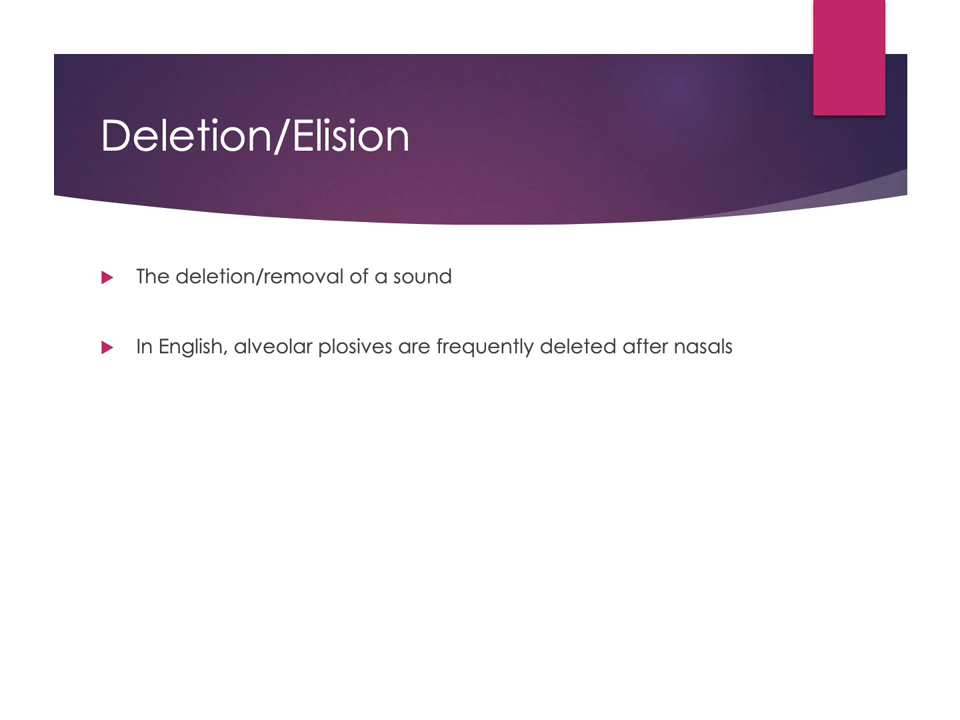 Deletion/Elision
The deletion/removal of a sound
In English, alveolar plosives are frequently deleted after nasals